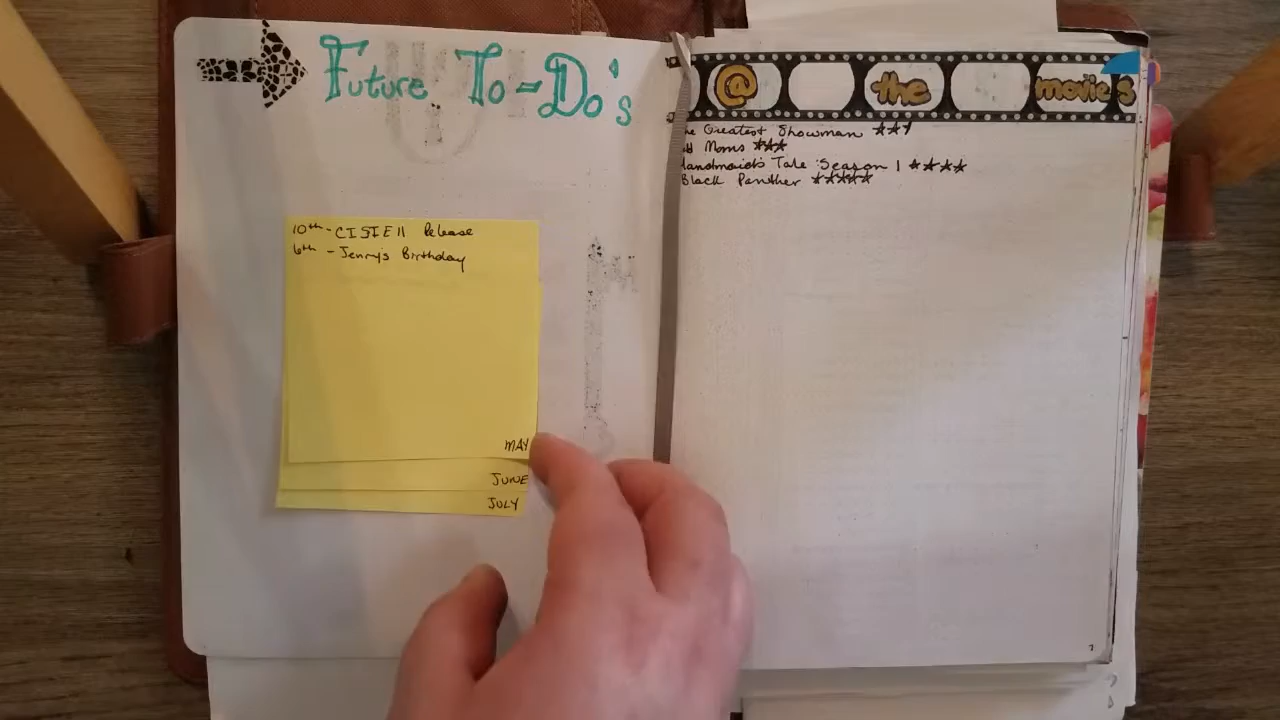 Future To-Do's
10th - CISIE11 Release
6th - Jenny's Birthday
MAY
JUNE
JULY
@ the movies
Greatest Showman ★★★
Moms ★★★
Handmaid's Tale Season 1 ★★★★
Black Panther ★★★★★
7